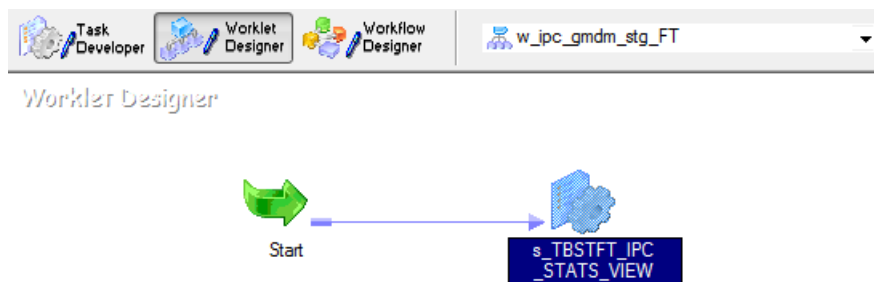 Task
Developer
Worklet
Designer
Workflow
Designer
w_ipc_gmdm_stg_FT
Worklet Designer
Start
s_TBSTFT_IPC
_STATS_VIEW